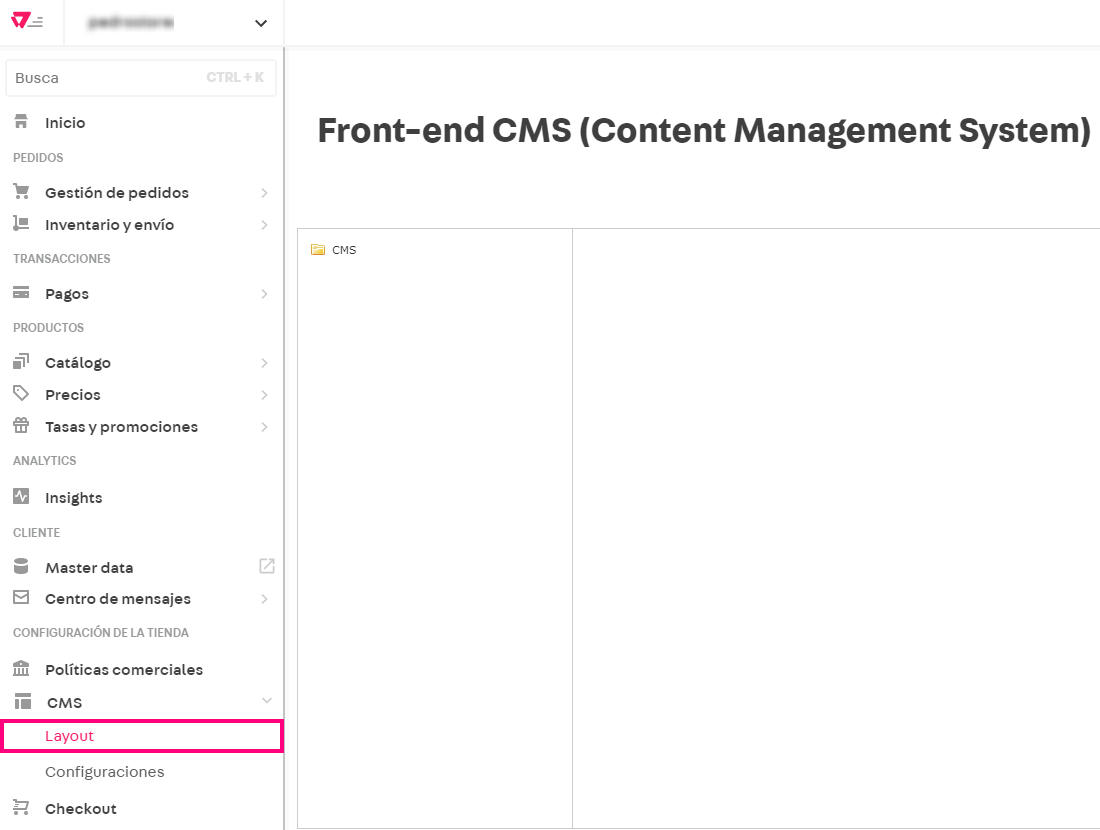 Busca CTRL + K
Inicio
PEDIDOS
Gestión de pedidos
Inventario y envío
TRANSACCIONES
Pagos
PRODUCTOS
Catálogo
Precios
Tasas y promociones
ANALYTICS
Insights
CLIENTE
Master data
Centro de mensajes
CONFIGURACIÓN DE LA TIENDA
Políticas comerciales
CMS
Layout
Configuraciones
Checkout
Front-end CMS (Content Management System)
CMS